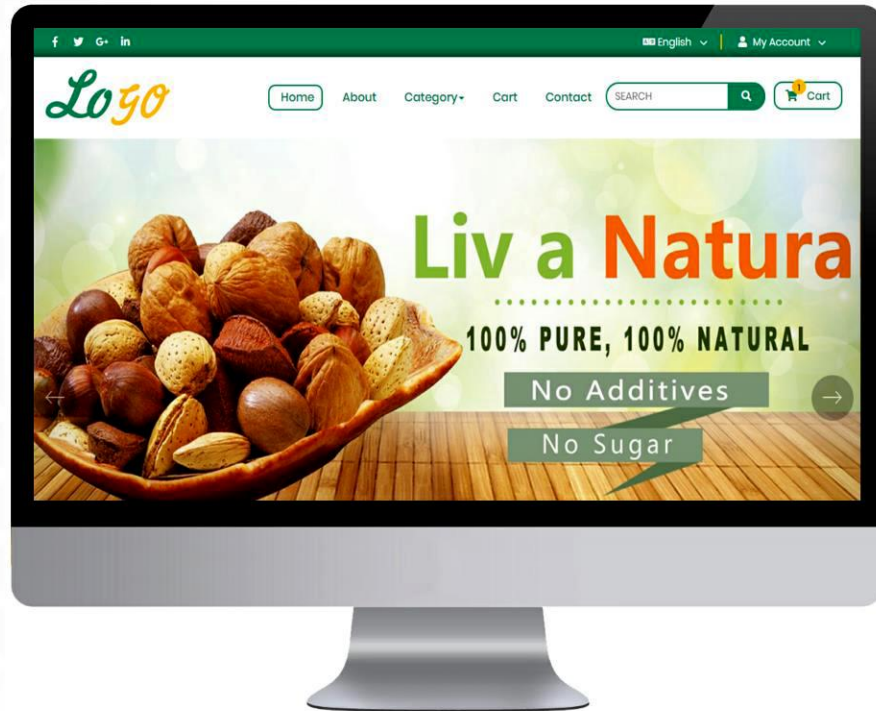 f G+ in English My Account
Logo Home About Category Cart Contact SEARCH 1 Cart
Liv a Natura
100% PURE, 100% NATURAL
No Additives
No Sugar